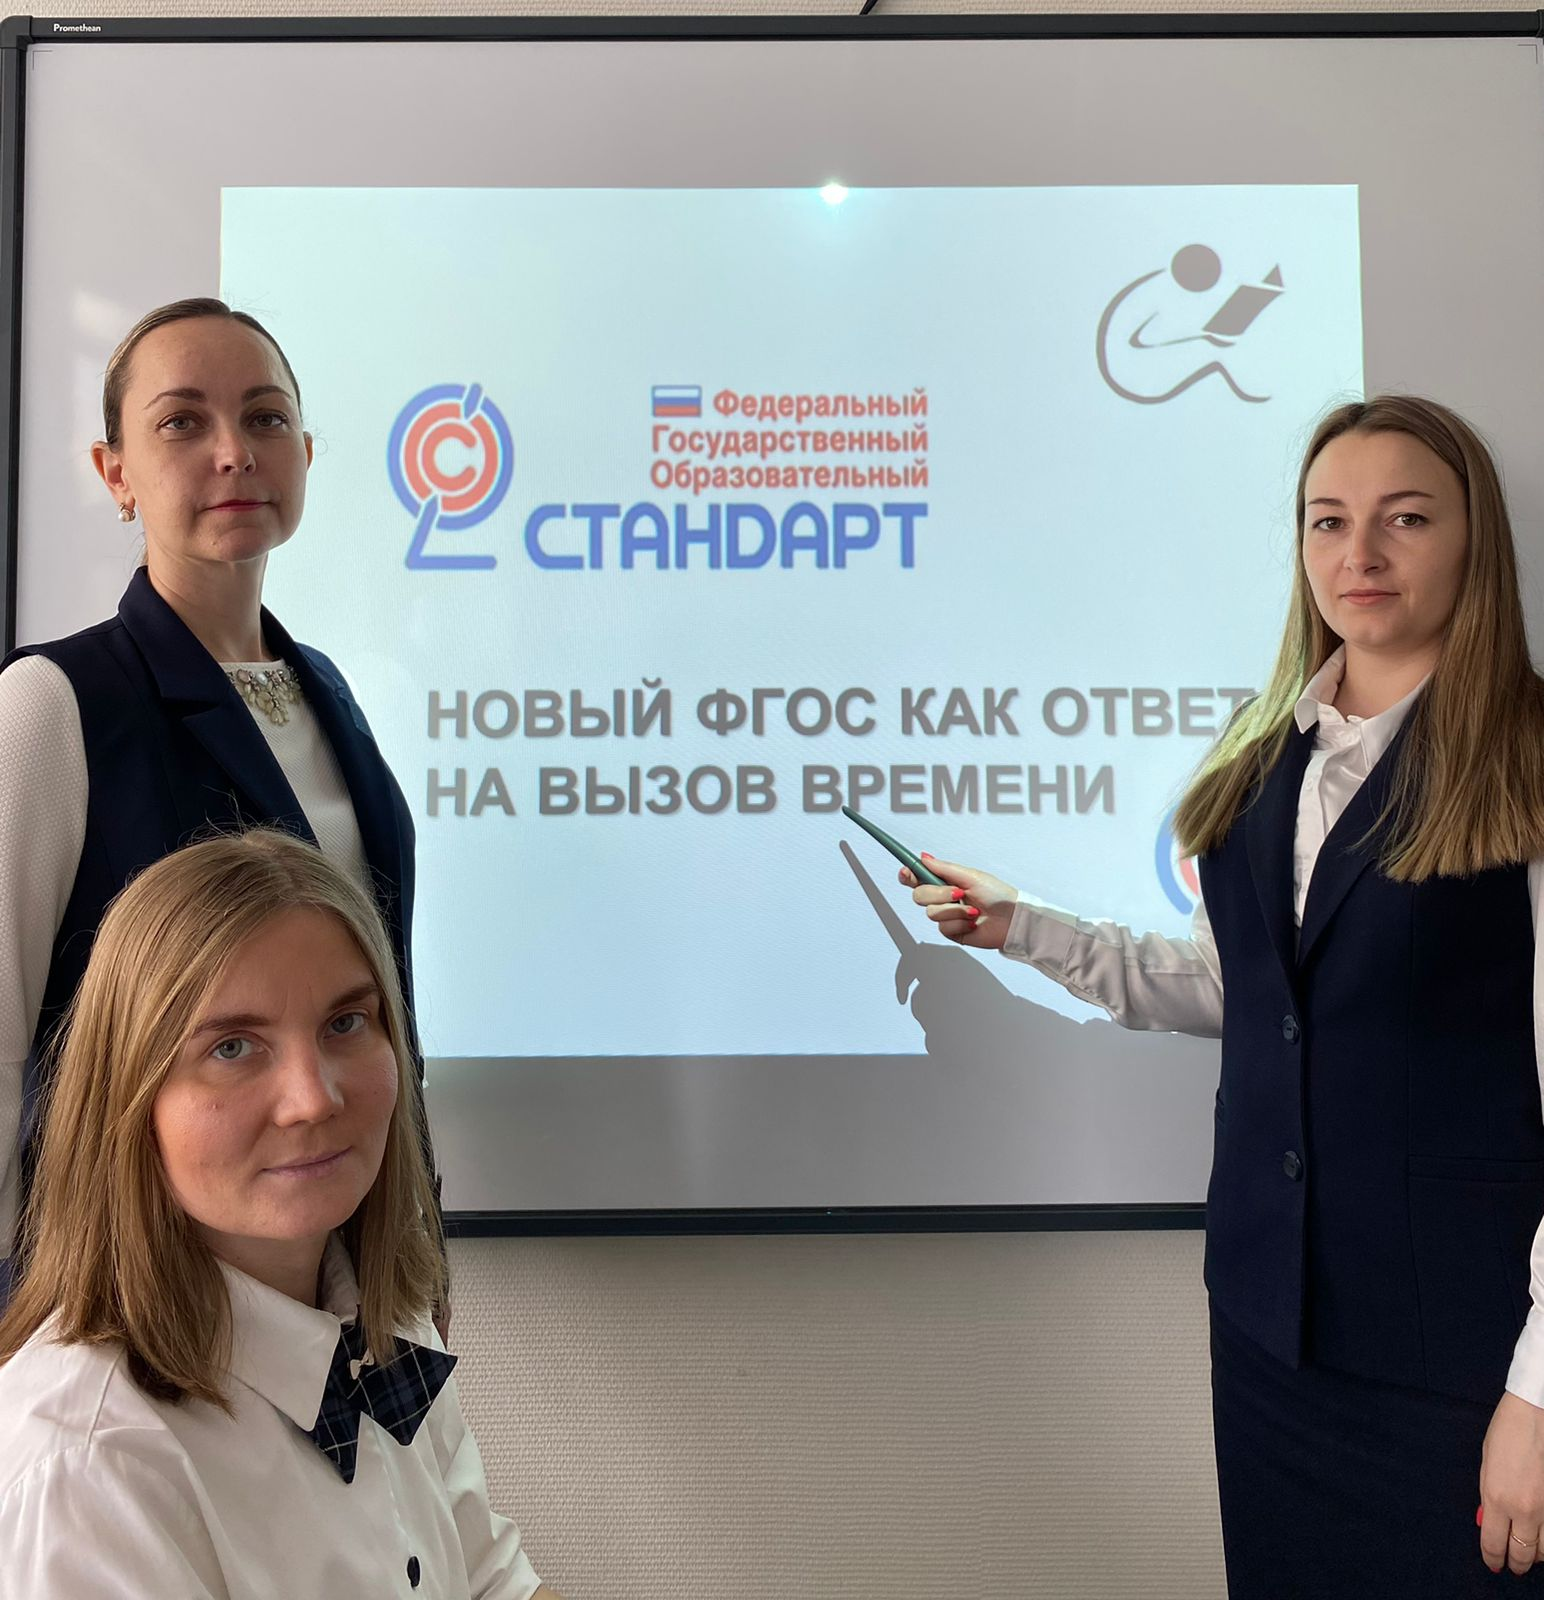 Promethean
Федеральный
Государственный
Образовательный
СТАНДАРТ
НОВЫЙ ФГОС КАК ОТВЕТ
НА ВЫЗОВ ВРЕМЕНИ